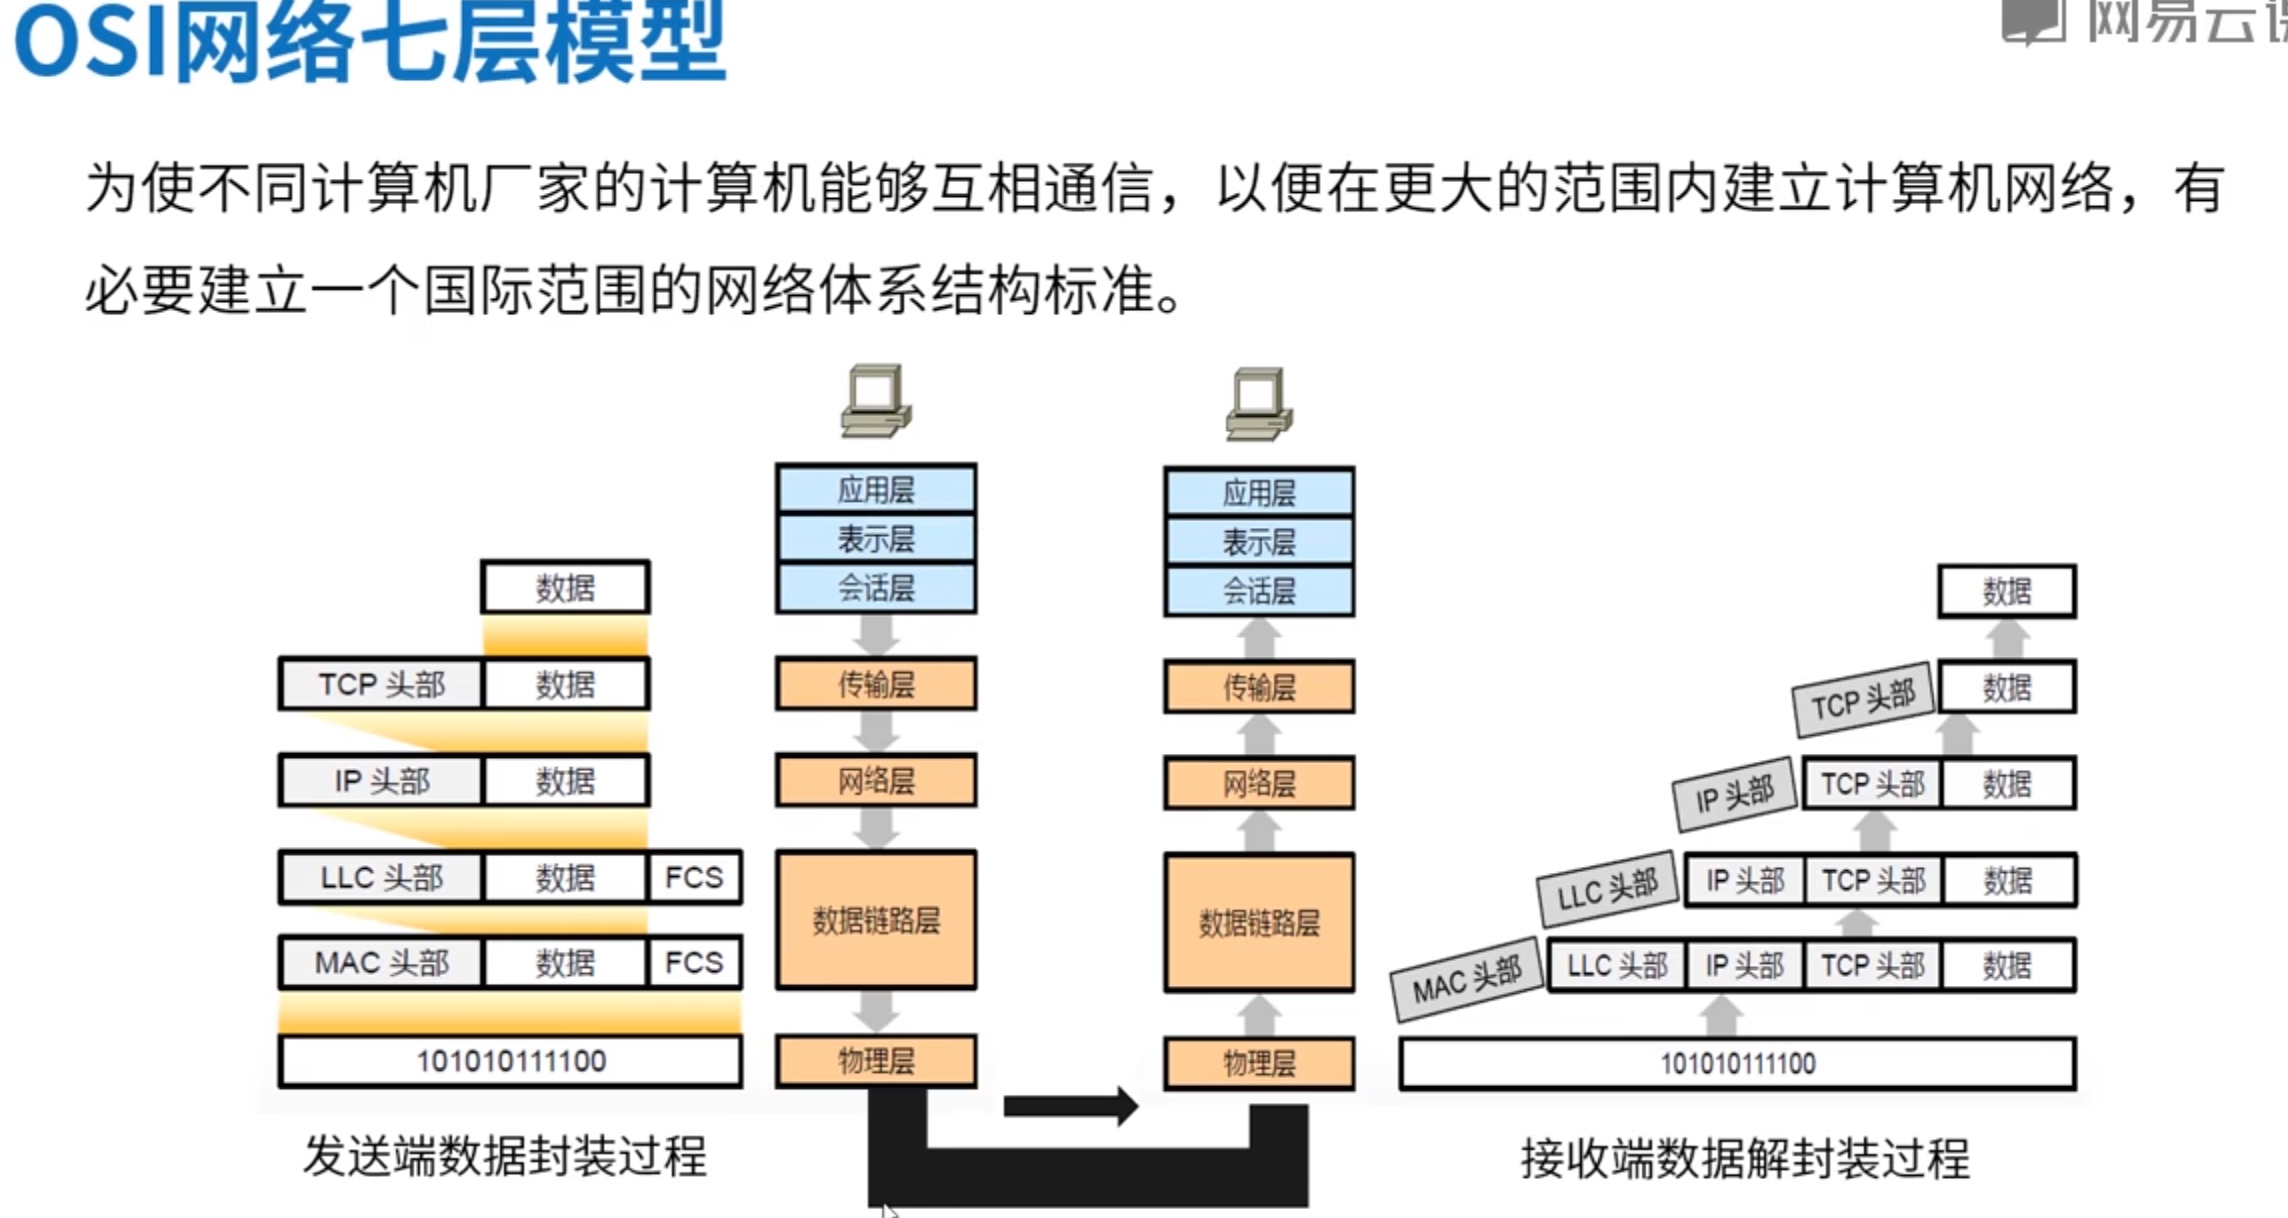 OSI网络七层模型
网易云课
为使不同计算机厂家的计算机能够互相通信，以便在更大的范围内建立计算机网络，有
必要建立一个国际范围的网络体系结构标准。
数据
TCP 头部 数据
IP 头部 数据
LLC 头部 数据 FCS
MAC 头部 数据 FCS
101010111100
发送端数据封装过程
应用层
表示层
会话层
传输层
网络层
数据链路层
物理层
应用层
表示层
会话层
传输层
网络层
数据链路层
物理层
数据
TCP 头部 数据
IP 头部 TCP 头部 数据
LLC 头部 IP 头部 TCP 头部 数据
MAC 头部 LLC 头部 IP 头部 TCP 头部 数据
101010111100
接收端数据解封装过程